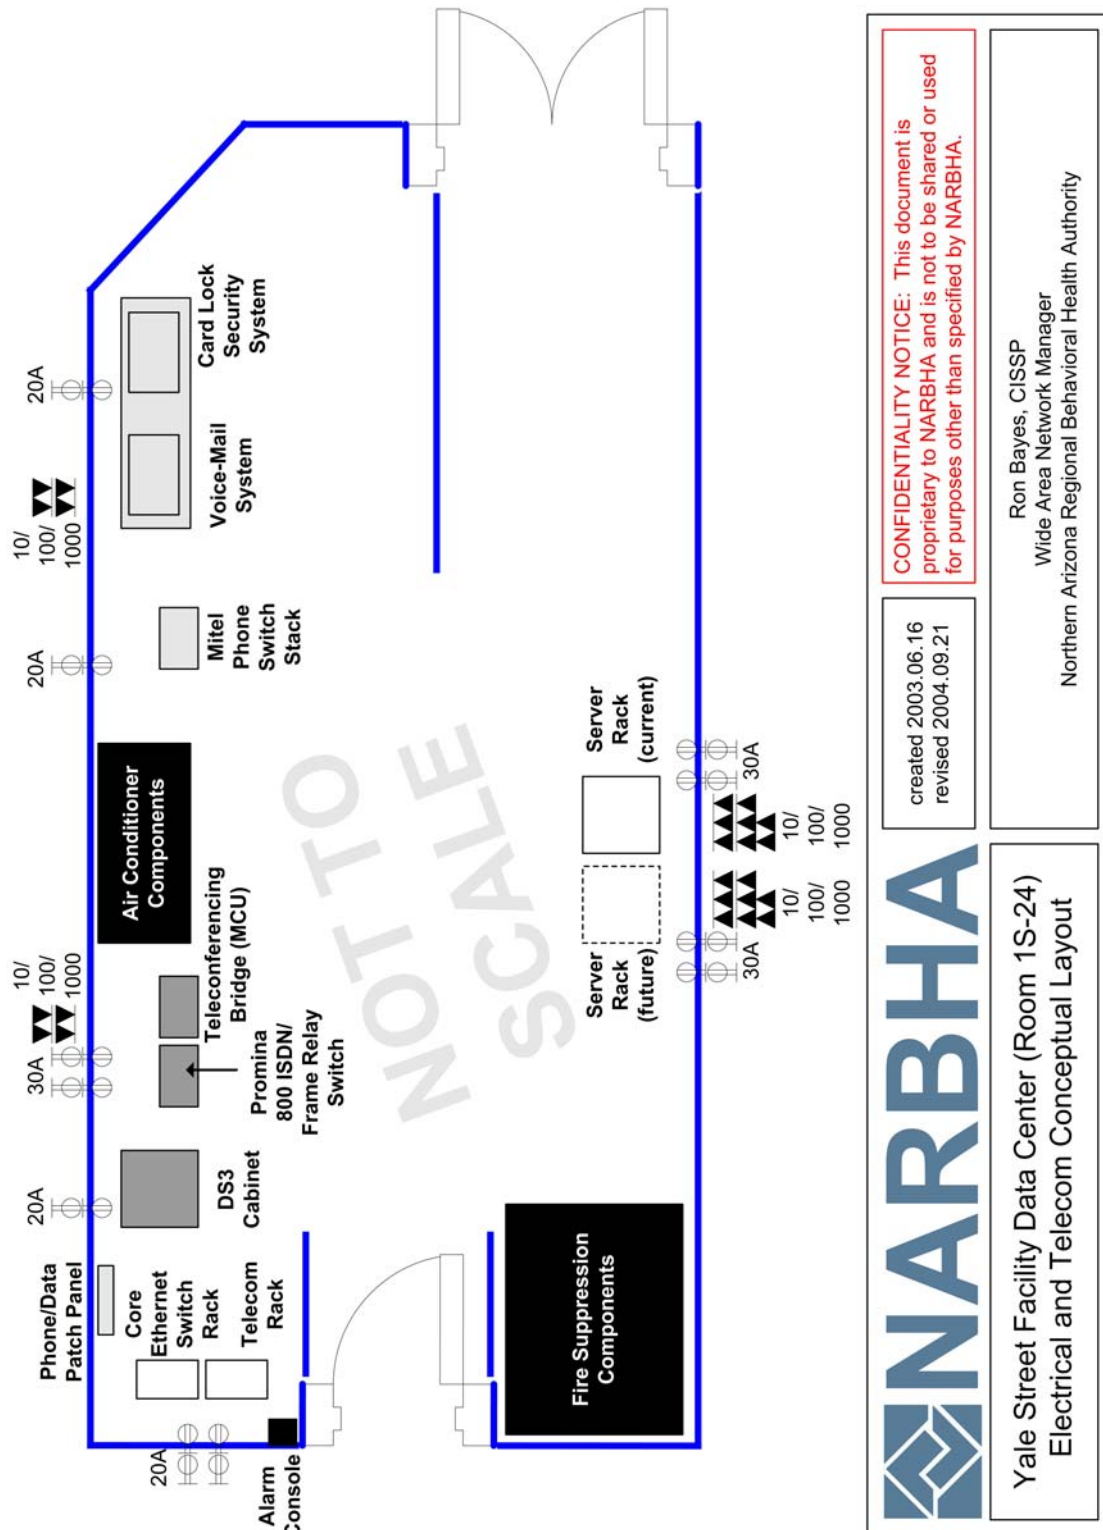 20A
Phone/Data
Patch Panel
20A
30A
10/
100/
1000
20A
10/
100/
1000
20A
Core
Ethernet
Switch
Rack
Telecom
Rack
Alarm
Console
DS3
Cabinet
Promina
800 ISDN/
Frame Relay
Switch
Teleconferencing
Bridge (MCU)
Air Conditioner
Components
Mitel
Phone
Switch
Stack
Voice-Mail
System
Card Lock
Security
System
NOT TO
SCALE
Fire Suppression
Components
Server
Rack
(future)
Server
Rack
(current)
30A
10/
100/
1000
10/
100/
1000
30A
NARBHA
created 2003.06.16
revised 2004.09.21
CONFIDENTIALITY NOTICE: This document is
proprietary to NARBHA and is not to be shared or used
for purposes other than specified by NARBHA.
Yale Street Facility Data Center (Room 1S-24)
Electrical and Telecom Conceptual Layout
Ron Bayes, CISSP
Wide Area Network Manager
Northern Arizona Regional Behavioral Health Authority